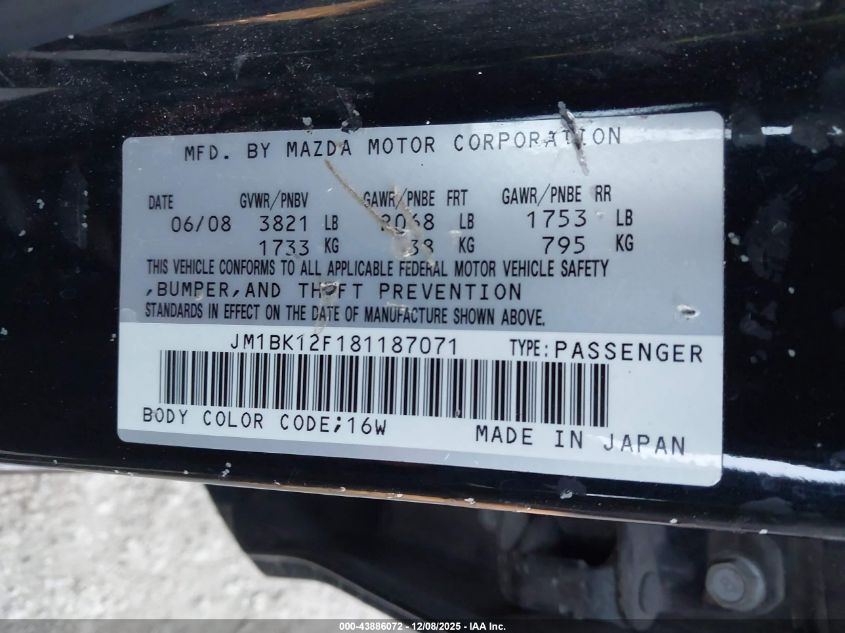 MFD. BY MAZDA MOTOR CORPORATION
DATE GVWR/PNBV GAWR/PNBE FRT GAWR/PNBE RR
06/08 3821 LB 2068 LB 1753 LB
1733 KG 38 KG 795 KG
THIS VEHICLE CONFORMS TO ALL APPLICABLE FEDERAL MOTOR VEHICLE SAFETY
,BUMPER,AND THEFT PREVENTION
STANDARDS IN EFFECT ON THE DATE OF MANUFACTURE SHOWN ABOVE.
JM1BK12F181187071 TYPE:PASSENGER
BODY COLOR CODE;16W MADE IN JAPAN
000-43886072 - 12/08/2025 - IAA Inc.